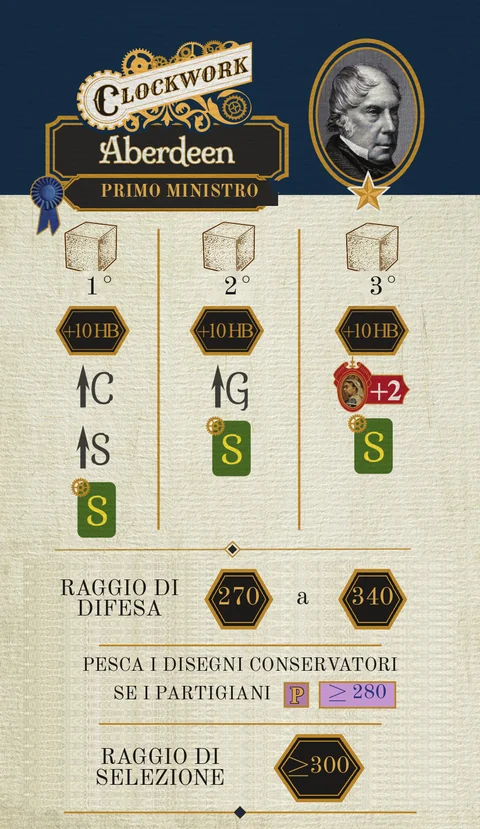 CLOCKWORK
Aberdeen
PRIMO MINISTRO
1° 2° 3°
+10 HB +10 HB +10 HB
C G +2
S S S
S
RAGGIO DI
DIFESA 270 a 340
PESCA I DISEGNI CONSERVATORI
SE I PARTIGIANI P ≥ 280
RAGGIO DI
SELEZIONE ≥300